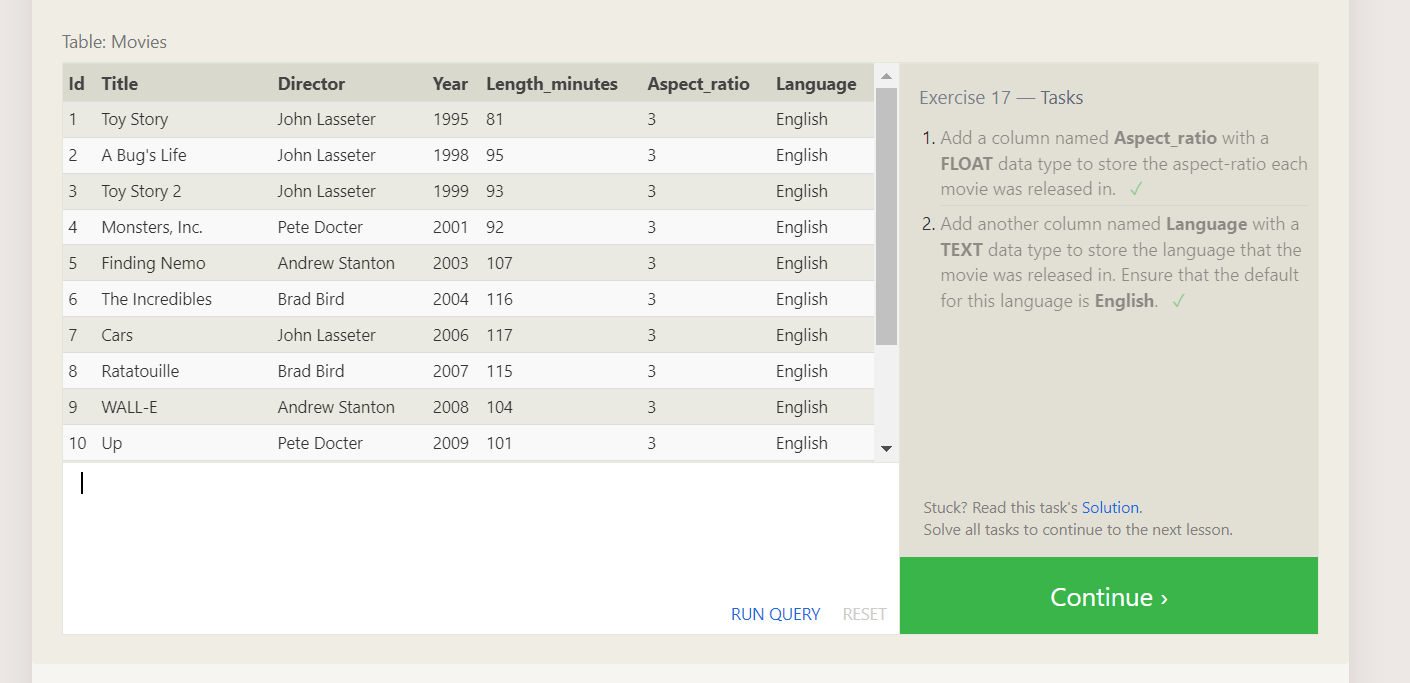 Table: Movies
Id Title Director Year Length_minutes Aspect_ratio Language
1 Toy Story John Lasseter 1995 81 3 English
2 A Bug's Life John Lasseter 1998 95 3 English
3 Toy Story 2 John Lasseter 1999 93 3 English
4 Monsters, Inc. Pete Docter 2001 92 3 English
5 Finding Nemo Andrew Stanton 2003 107 3 English
6 The Incredibles Brad Bird 2004 116 3 English
7 Cars John Lasseter 2006 117 3 English
8 Ratatouille Brad Bird 2007 115 3 English
9 WALL-E Andrew Stanton 2008 104 3 English
10 Up Pete Docter 2009 101 3 English
RUN QUERY RESET
Exercise 17 — Tasks
1. Add a column named Aspect_ratio with a
FLOAT data type to store the aspect-ratio each
movie was released in. ✓
2. Add another column named Language with a
TEXT data type to store the language that the
movie was released in. Ensure that the default
for this language is English. ✓
Stuck? Read this task's Solution.
Solve all tasks to continue to the next lesson.
Continue ›